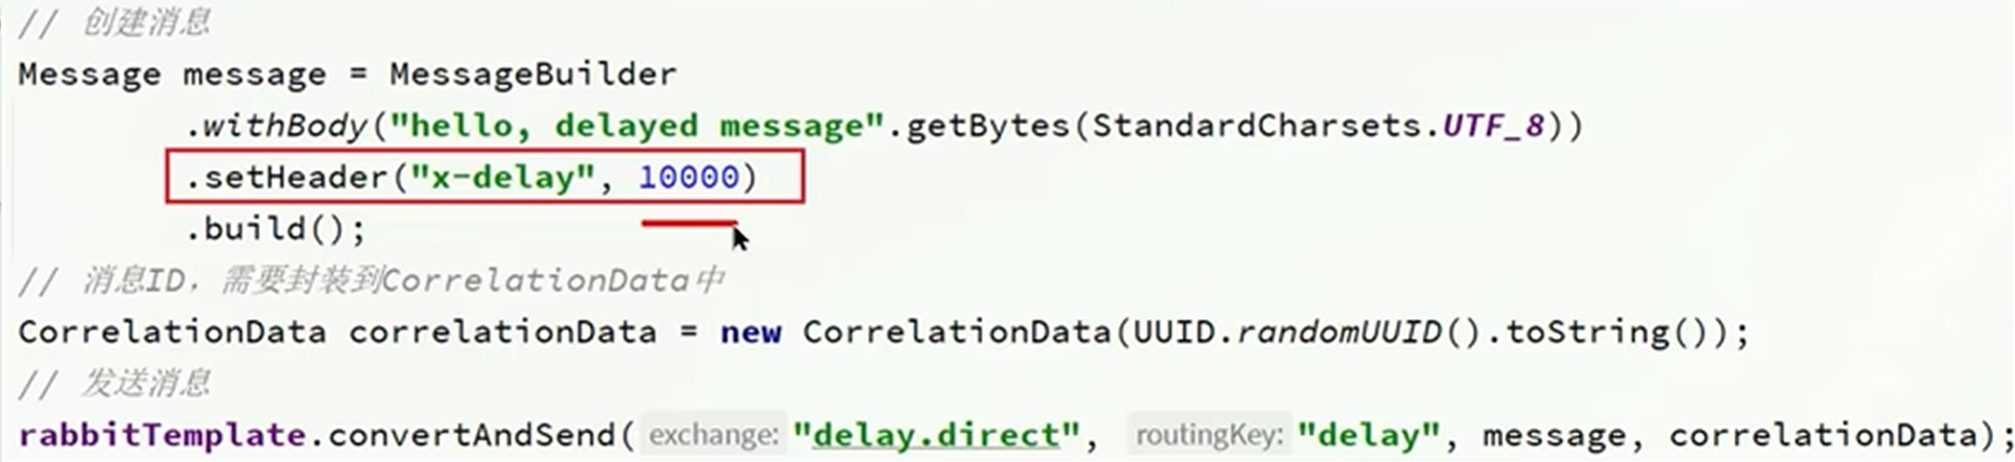 // 创建消息
Message message = MessageBuilder
.withBody("hello, delayed message".getBytes(StandardCharsets.UTF_8))
.setHeader("x-delay", 10000)
.build();
// 消息ID，需要封装到CorrelationData中
CorrelationData correlationData = new CorrelationData(UUID.randomUUID().toString());
// 发送消息
rabbitTemplate.convertAndSend( exchange: "delay.direct", routingKey: "delay", message, correlationData);